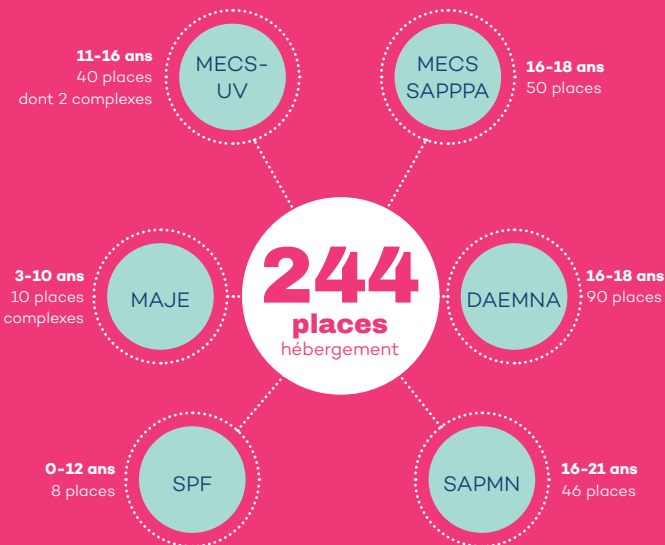 11-16 ans
40 places
dont 2 complexes
MECS-
UV
MECS
SAPPPA
16-18 ans
50 places
3-10 ans
10 places
complexes
MAJE
244
places
hébergement
DAEMNA
16-18 ans
90 places
0-12 ans
8 places
SPF
SAPMN
16-21 ans
46 places